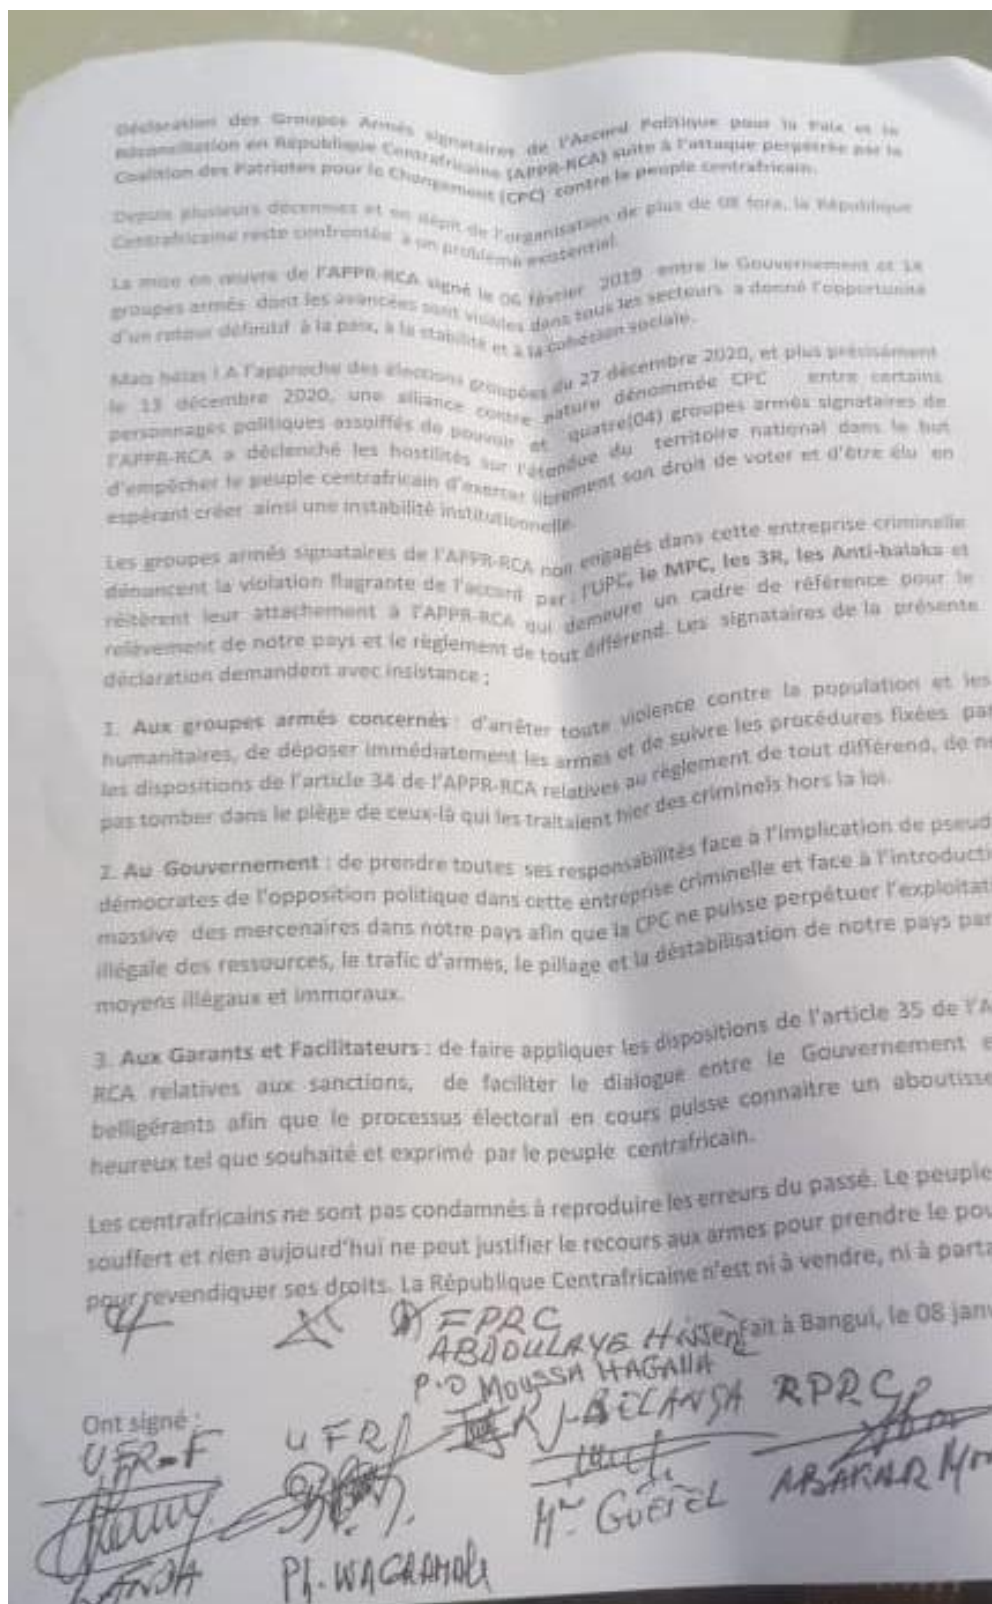 Déclaration des Groupes Armés signataires de l'Accord Politique pour la Paix et la
Réconciliation en République Centrafricaine (APPR-RCA) suite à l'attaque perpétrée par la
Coalition des Patriotes pour le Changement (CPC) contre le peuple centrafricain.
Depuis plusieurs décennies et en dépit de l'organisation de plus de 08 fora, la République
Centrafricaine reste confrontée à un problème existentiel.
La mise en œuvre de l'APPR-RCA signé le 06 février 2019 entre le Gouvernement et 14
groupes armés dont les avancées sont visibles dans tous les secteurs a donné l'opportunité
d'un retour définitif à la paix, à la stabilité et à la cohésion sociale.
Mais hélas ! A l'approche des élections groupées du 27 décembre 2020, et plus précisément
le 13 décembre 2020, une alliance contre nature dénommée CPC entre certains
personnages politiques assoiffés de pouvoir et quatre(04) groupes armés signataires de
l'APPR-RCA a déclenché les hostilités sur l'étendue du territoire national dans le but
d'empêcher le peuple centrafricain d'exercer librement son droit de voter et d'être élu en
espérant créer ainsi une instabilité institutionnelle.
Les groupes armés signataires de l'APPR-RCA non engagés dans cette entreprise criminelle
dénoncent la violation flagrante de l'accord par : l'UPC, le MPC, les 3R, les Anti-balaka et
réitèrent leur attachement à l'APPR-RCA qui demeure un cadre de référence pour le
relèvement de notre pays et le règlement de tout différend. Les signataires de la présente
déclaration demandent avec insistance :
1. Aux groupes armés concernés : d'arrêter toute violence contre la population et les
humanitaires, de déposer immédiatement les armes et de suivre les procédures fixées par
les dispositions de l'article 34 de l'APPR-RCA relatives au règlement de tout différend, de ne
pas tomber dans le piège de ceux-là qui les traitaient hier des criminels hors la loi.
2. Au Gouvernement : de prendre toutes ses responsabilités face à l'implication de pseud
démocrates de l'opposition politique dans cette entreprise criminelle et face à l'introducti
massive des mercenaires dans notre pays afin que la CPC ne puisse perpétuer l'exploitati
illégale des ressources, le trafic d'armes, le pillage et la déstabilisation de notre pays par
moyens illégaux et immoraux.
3. Aux Garants et Facilitateurs : de faire appliquer les dispositions de l'article 35 de l'A
RCA relatives aux sanctions, de faciliter le dialogue entre le Gouvernement e
belligérants afin que le processus électoral en cours puisse connaitre un aboutisse
heureux tel que souhaité et exprimé par le peuple centrafricain.
Les centrafricains ne sont pas condamnés à reproduire les erreurs du passé. Le peuple
souffert et rien aujourd'hui ne peut justifier le recours aux armes pour prendre le pou
pour revendiquer ses droits. La République Centrafricaine n'est ni à vendre, ni à parta
FPRC
ABDOULAYE HISSENE
Fait à Bangui, le 08 janv
P.O MOUSSA HAGALLA
Ont signé :
UFR-F UFR RJ-BELANGA RPRC
Ph. WAGRAMALE Mr GUETEL ABAKAR